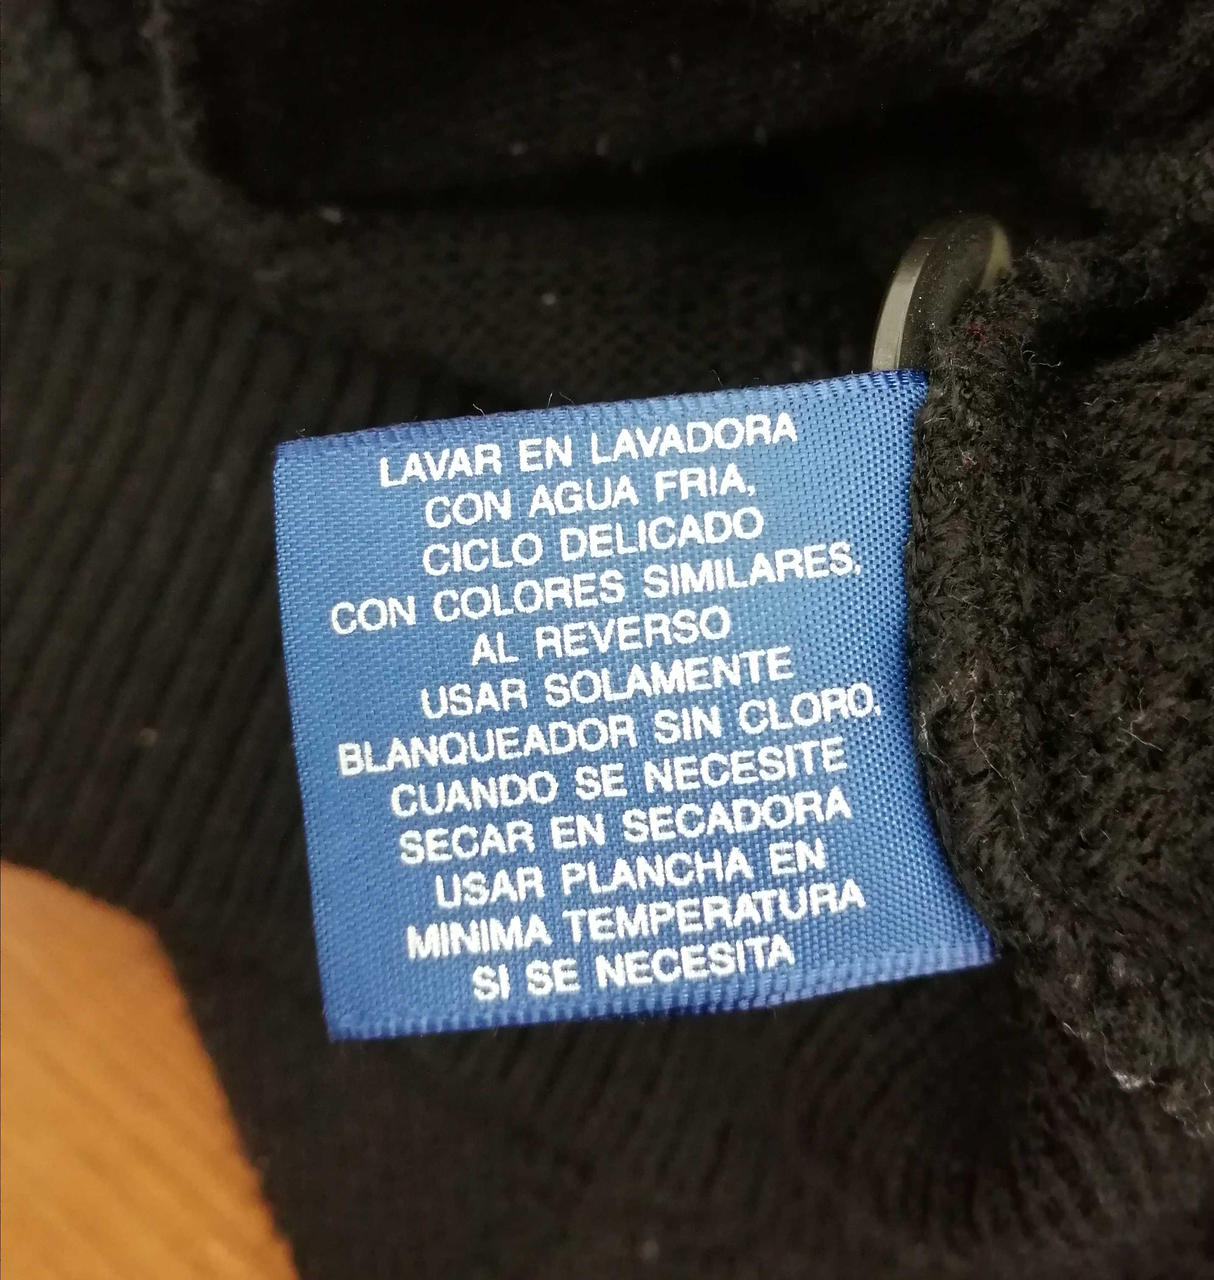 LAVAR EN LAVADORA
CON AGUA FRIA,
CICLO DELICADO
CON COLORES SIMILARES,
AL REVERSO
USAR SOLAMENTE
BLANQUEADOR SIN CLORO,
CUANDO SE NECESITE
SECAR EN SECADORA
USAR PLANCHA EN
MINIMA TEMPERATURA
SI SE NECESITA